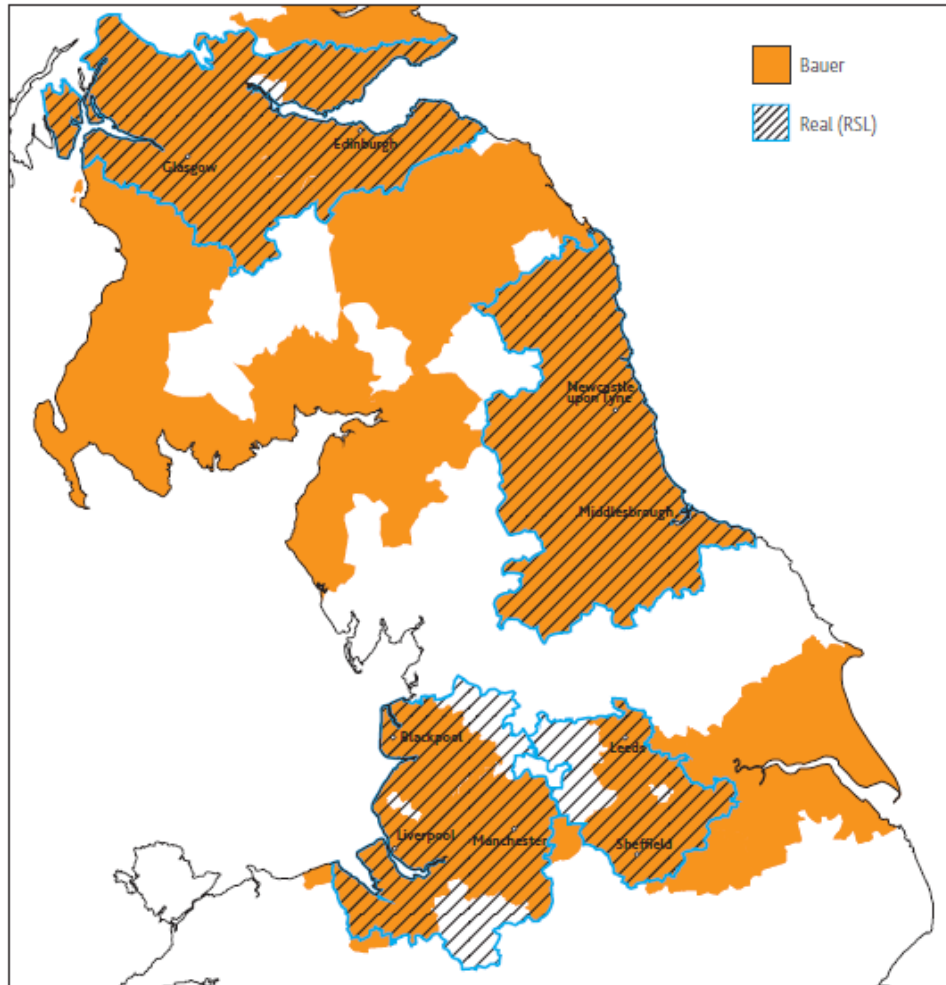 Bauer
Real (RSL)
Edinburgh
Glasgow
Newcastle
upon Tyne
Middlesbrough
Blackpool
Leeds
Liverpool
Manchester
Sheffield